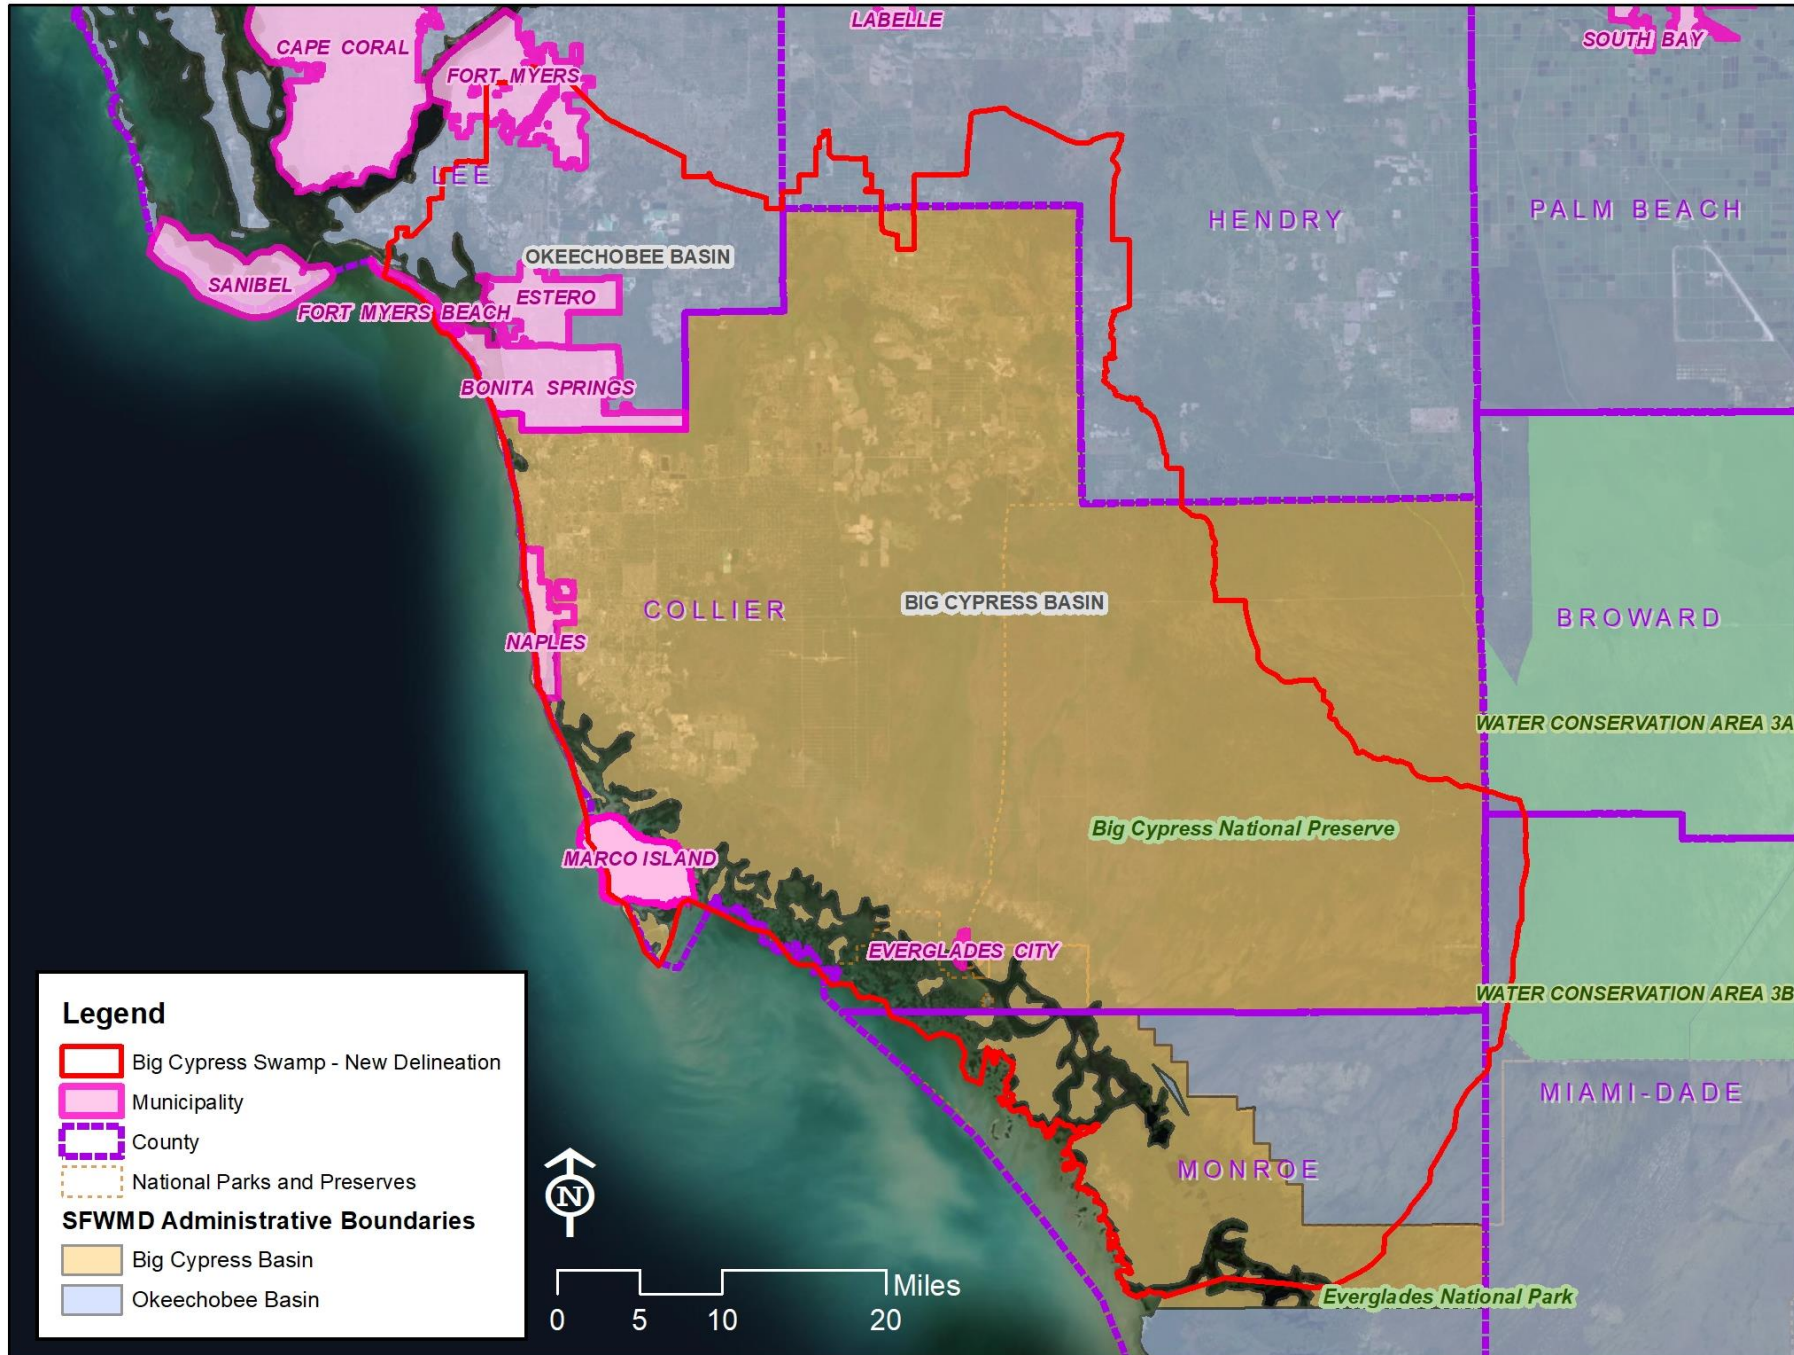 LABELLE
SOUTH BAY
CAPE CORAL
FORT MYERS
LEE
HENDRY
PALM BEACH
OKEECHOBEE BASIN
SANIBEL
ESTERO
FORT MYERS BEACH
BONITA SPRINGS
BIG CYPRESS BASIN
COLLIER
BROWARD
NAPLES
WATER CONSERVATION AREA 3A
Big Cypress National Preserve
MARCO ISLAND
EVERGLADES CITY
WATER CONSERVATION AREA 3B
MIAMI-DADE
MONROE
Everglades National Park
Legend
Big Cypress Swamp - New Delineation
Municipality
County
National Parks and Preserves
SFWMD Administrative Boundaries
Big Cypress Basin
Okeechobee Basin
N
Miles
0 5 10 20